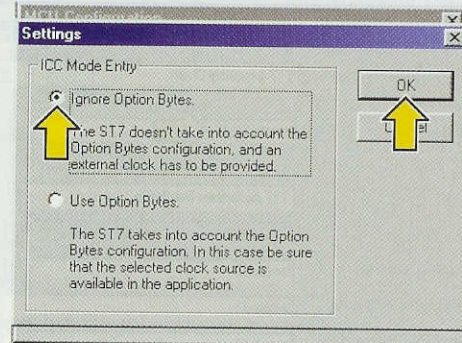 MCU Configuration
Settings
ICC Mode Entry
Ignore Option Bytes.
The ST7 doesn't take into account the
Option Bytes configuration, and an
external clock has to be provided.
Use Option Bytes.
The ST7 takes into account the Option
Bytes configuration. In this case be sure
that the selected clock source is
available in the application.
OK